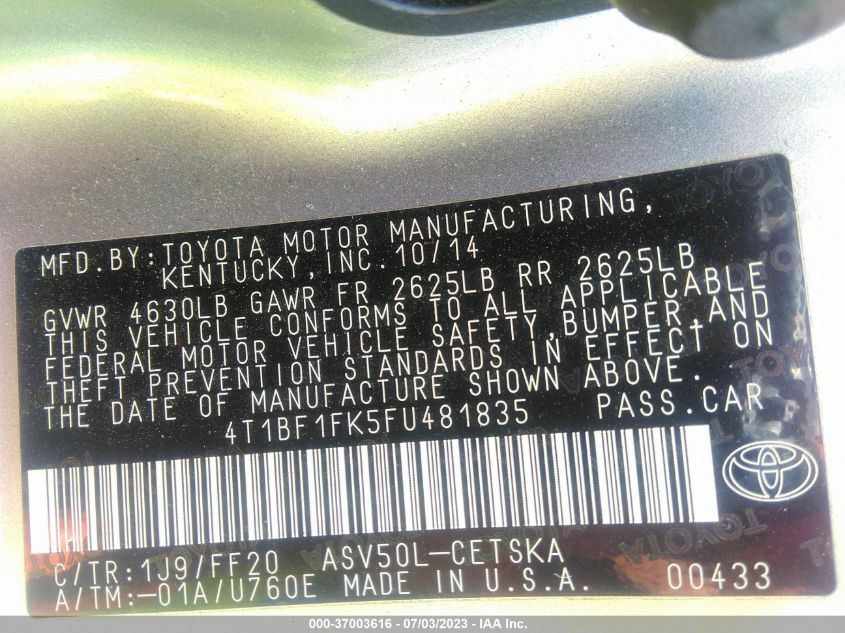 MFD.BY:TOYOTA MOTOR MANUFACTURING,
KENTUCKY,INC.10/14
GVWR 4630LB GAWR FR 2625LB RR 2625LB
THIS VEHICLE CONFORMS TO ALL APPLICABLE
FEDERAL MOTOR VEHICLE SAFETY,BUMPER,AND
THEFT PREVENTION STANDARDS IN EFFECT ON
THE DATE OF MANUFACTURE SHOWN ABOVE.
4T1BF1FK5FU481835 PASS.CAR
C/TR:1J9/FF20 ASV50L-CETSKA
A/TM:-01A/U760E MADE IN U.S.A. 00433
000-37003616 - 07/03/2023 - IAA Inc.